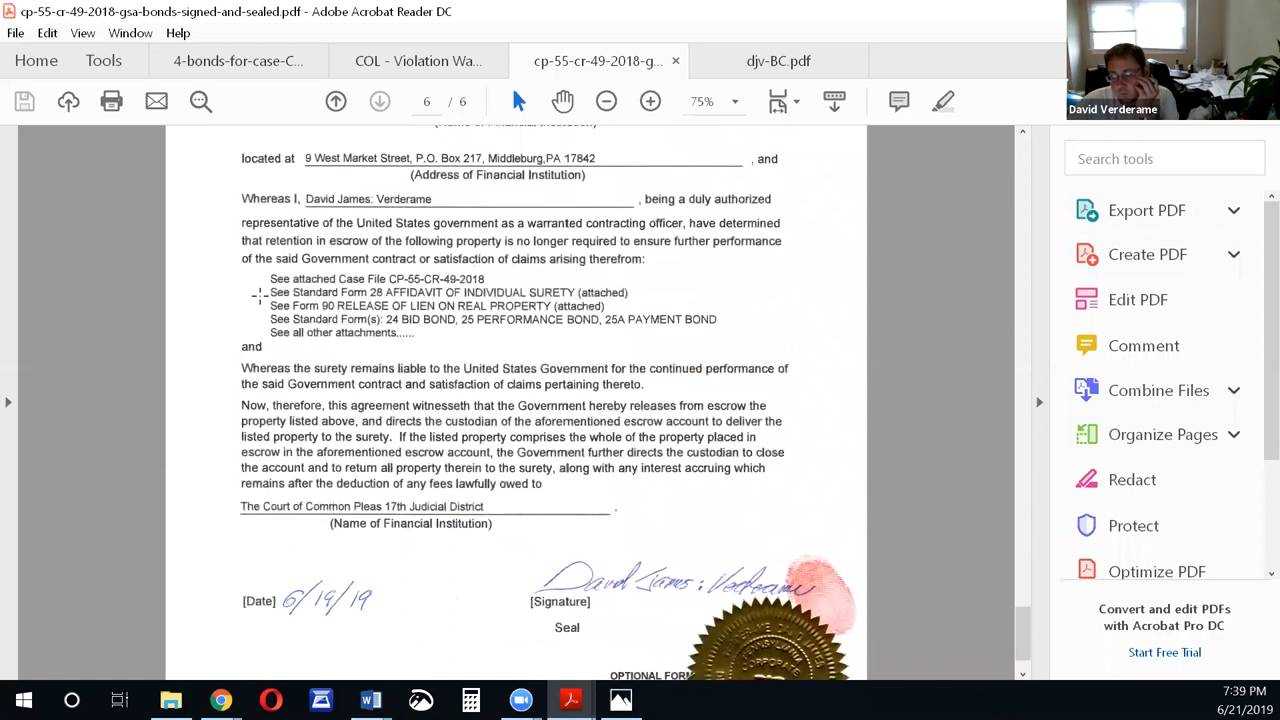 cp-55-cr-49-2018-gsa-bonds-signed-and-sealed.pdf - Adobe Acrobat Reader DC
File Edit View Window Help
Home Tools 4-bonds-for-case-C... COL - Violation Wa... cp-55-cr-49-2018-g... × djv-BC.pdf
David Verderame
6 / 6 75%
Search tools
located at 9 West Market Street, P.O. Box 217, Middleburg,PA 17842 , and
(Address of Financial Institution)
Whereas I, David James: Verderame , being a duly authorized
representative of the United States government as a warranted contracting officer, have determined
that retention in escrow of the following property is no longer required to ensure further performance
of the said Government contract or satisfaction of claims arising therefrom:
See attached Case File CP-55-CR-49-2018
See Standard Form 28 AFFIDAVIT OF INDIVIDUAL SURETY (attached)
See Form 90 RELEASE OF LIEN ON REAL PROPERTY (attached)
See Standard Form(s): 24 BID BOND, 25 PERFORMANCE BOND, 25A PAYMENT BOND
See all other attachments......
and
Whereas the surety remains liable to the United States Government for the continued performance of
the said Government contract and satisfaction of claims pertaining thereto.
Now, therefore, this agreement witnesseth that the Government hereby releases from escrow the
property listed above, and directs the custodian of the aforementioned escrow account to deliver the
listed property to the surety. If the listed property comprises the whole of the property placed in
escrow in the aforementioned escrow account, the Government further directs the custodian to close
the account and to return all property therein to the surety, along with any interest accruing which
remains after the deduction of any fees lawfully owed to
The Court of Common Pleas 17th Judicial District .
(Name of Financial Institution)
David James: Verderame
[Date] 6/19/19 [Signature]
Seal
OPTIONAL FORM
PENNSYLVANIA
CORPORATE
Export PDF
Create PDF
Edit PDF
Comment
Combine Files
Organize Pages
Redact
Protect
Optimize PDF
Convert and edit PDFs
with Acrobat Pro DC
Start Free Trial
7:39 PM
6/21/2019